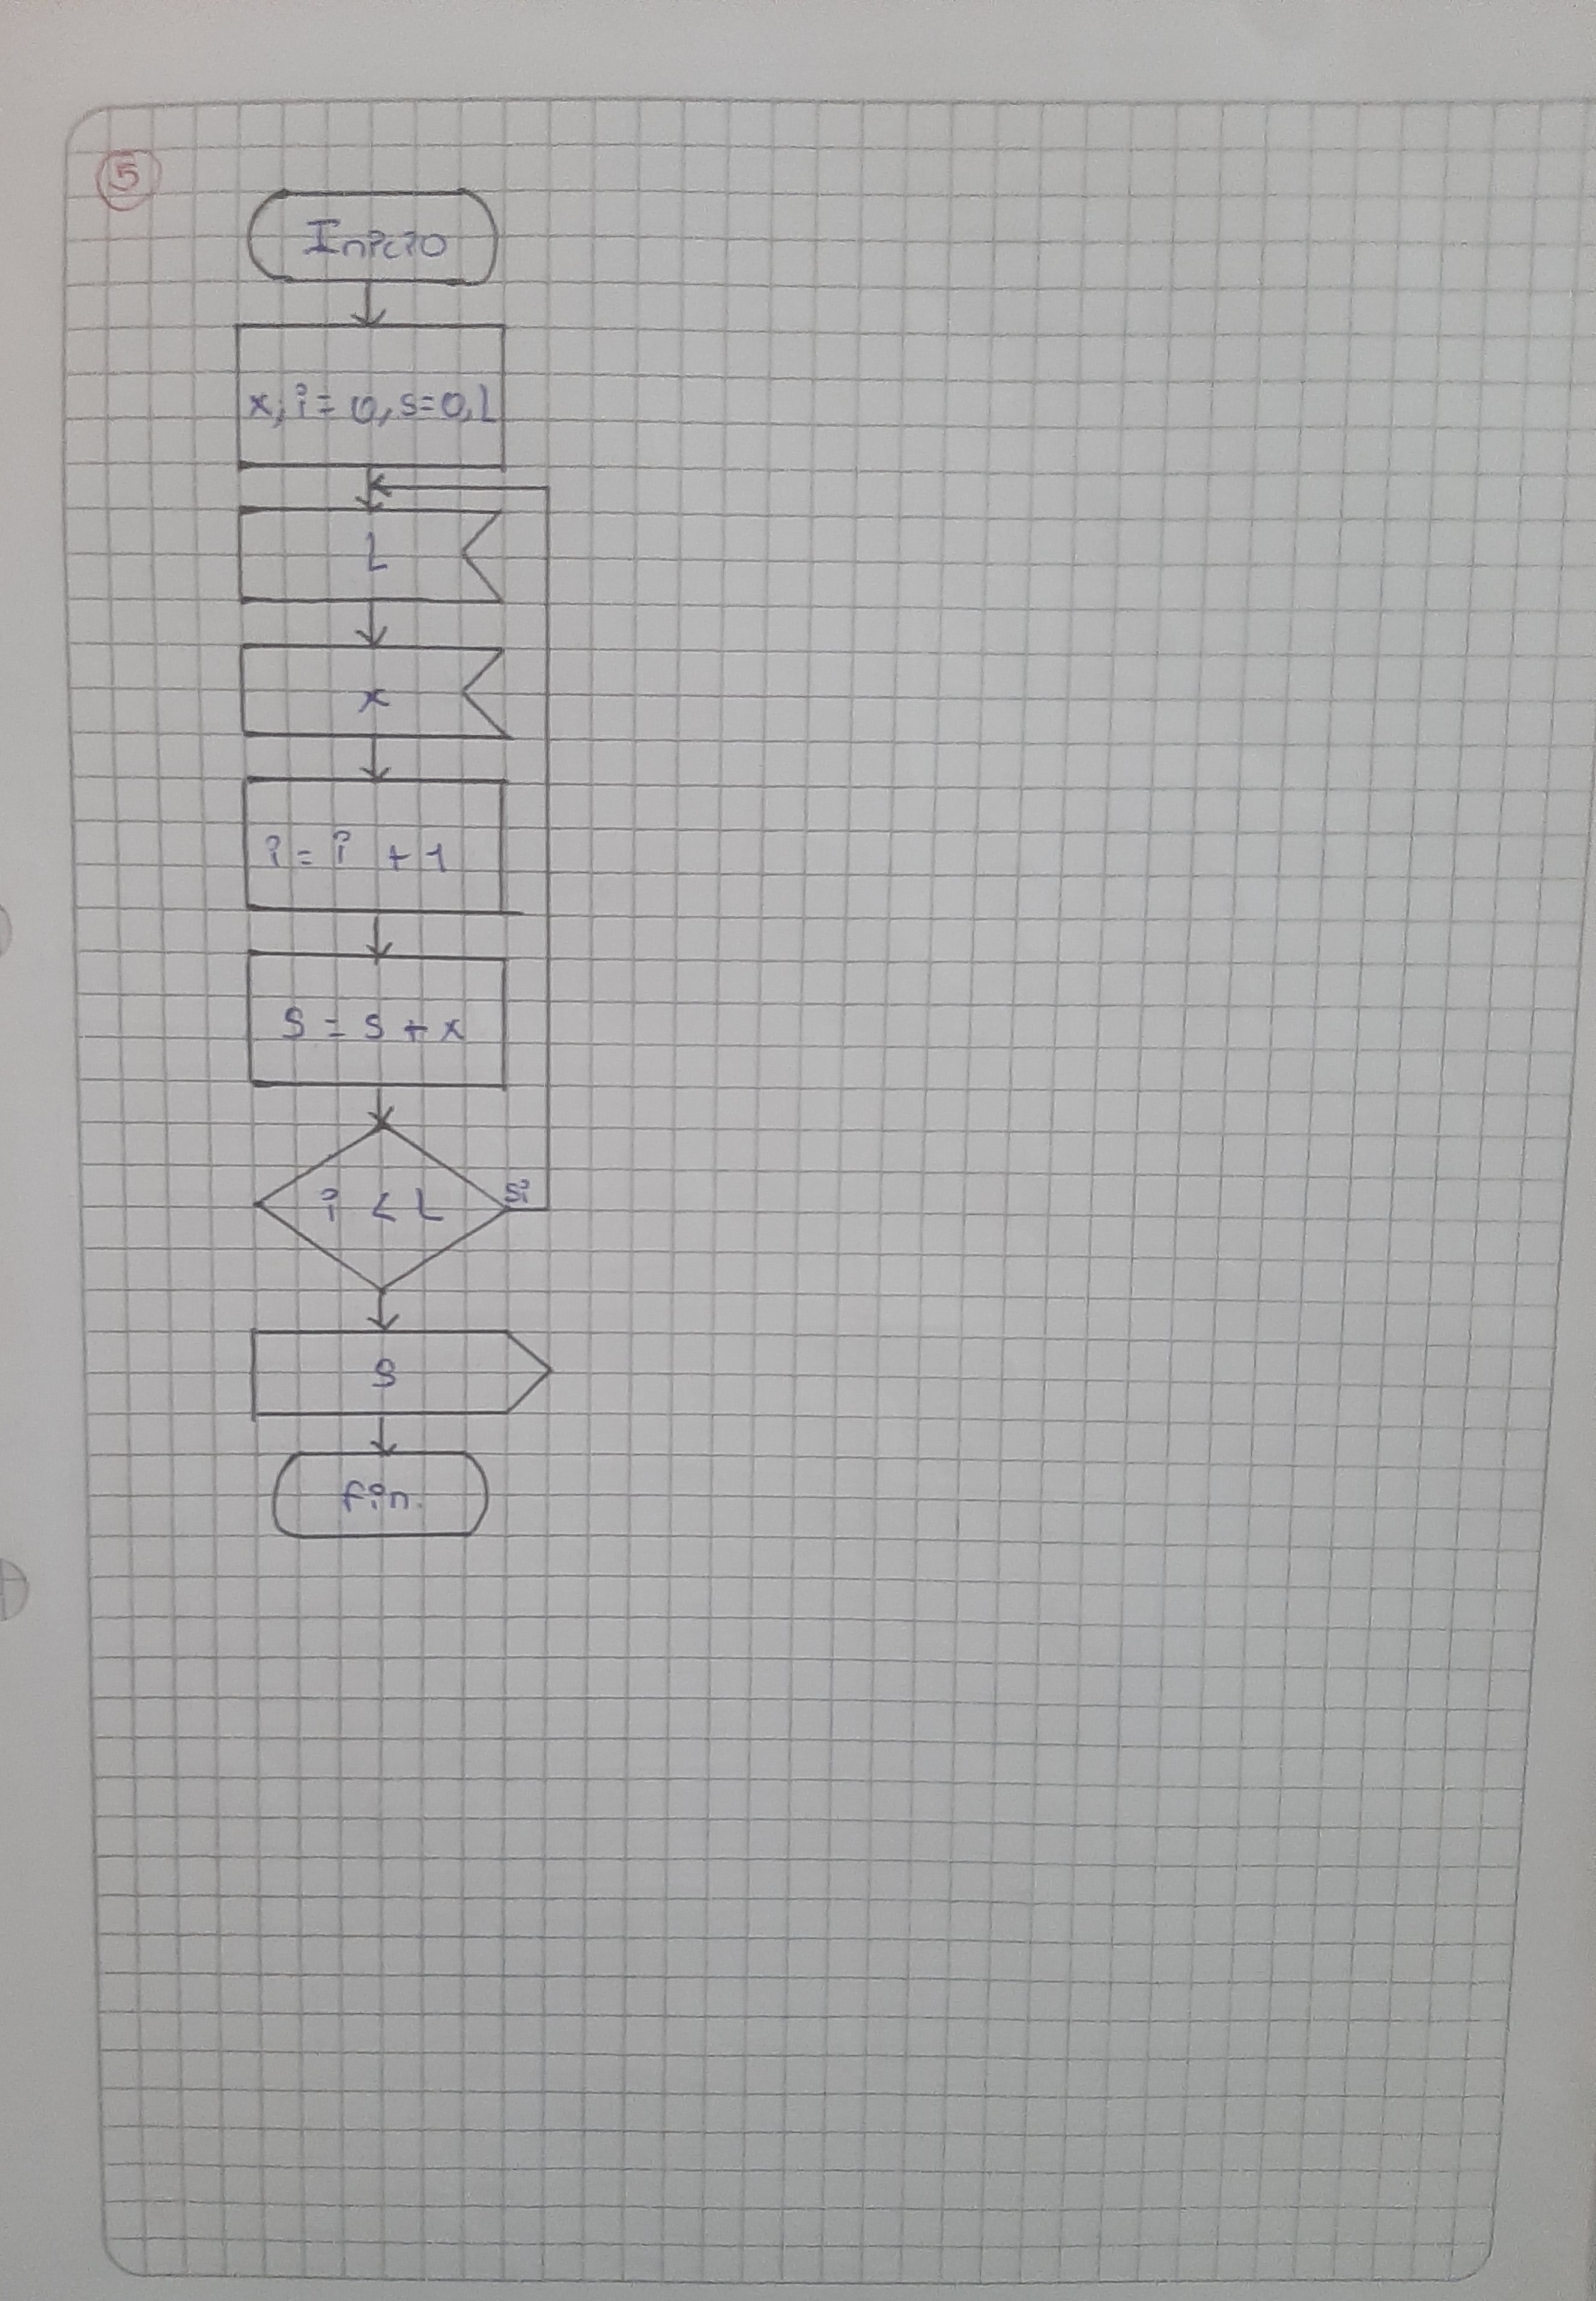 5
Inicio
x, i = 0, s=0, L
L
x
i = i + 1
S = S + x
i < L
Si
S
fin.